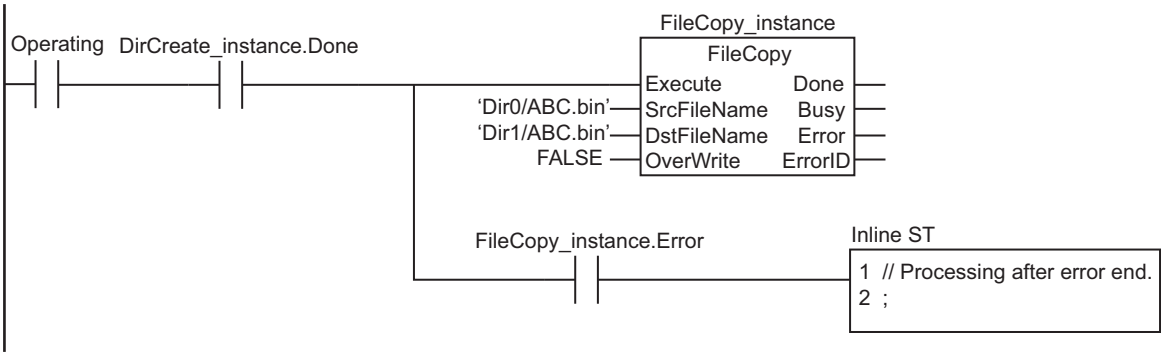 FileCopy_instance
Operating DirCreate_instance.Done
FileCopy
Execute Done
‘Dir0/ABC.bin’ SrcFileName Busy
‘Dir1/ABC.bin’ DstFileName Error
FALSE OverWrite ErrorID
FileCopy_instance.Error
Inline ST
1 // Processing after error end.
2 ;